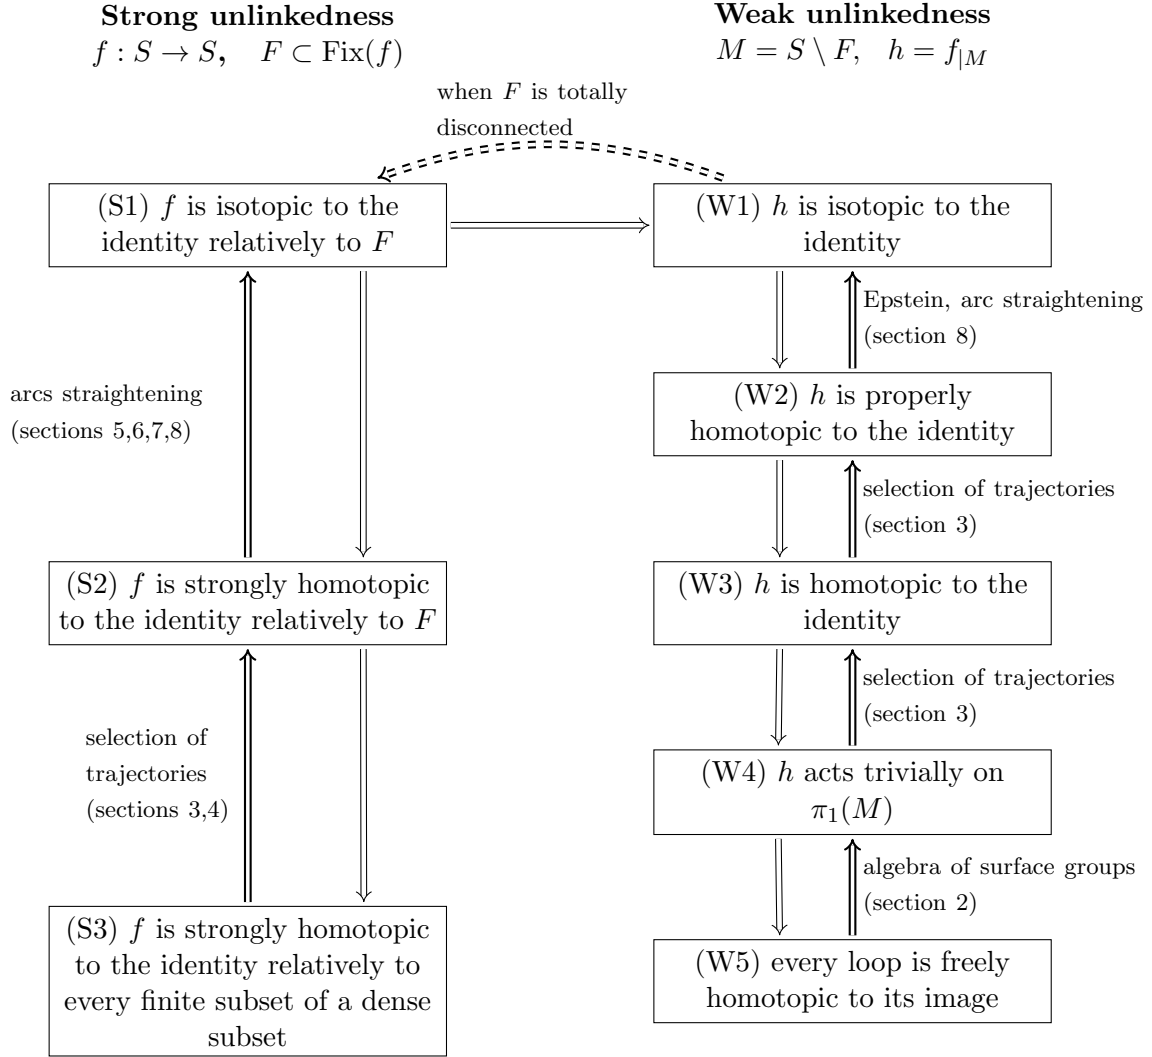 Strong unlinkedness
f : S → S,  F ⊂ Fix(f)
Weak unlinkedness
M = S \ F,  h = f|M
when F is totally
disconnected
(S1) f is isotopic to the
identity relatively to F
(W1) h is isotopic to the
identity
Epstein, arc straightening
(section 8)
arcs straightening
(sections 5,6,7,8)
(W2) h is properly
homotopic to the identity
selection of trajectories
(section 3)
(S2) f is strongly homotopic
to the identity relatively to F
(W3) h is homotopic to the
identity
selection of trajectories
(section 3)
selection of
trajectories
(sections 3,4)
(W4) h acts trivially on
π1(M)
algebra of surface groups
(section 2)
(S3) f is strongly homotopic
to the identity relatively to
every finite subset of a dense
subset
(W5) every loop is freely
homotopic to its image